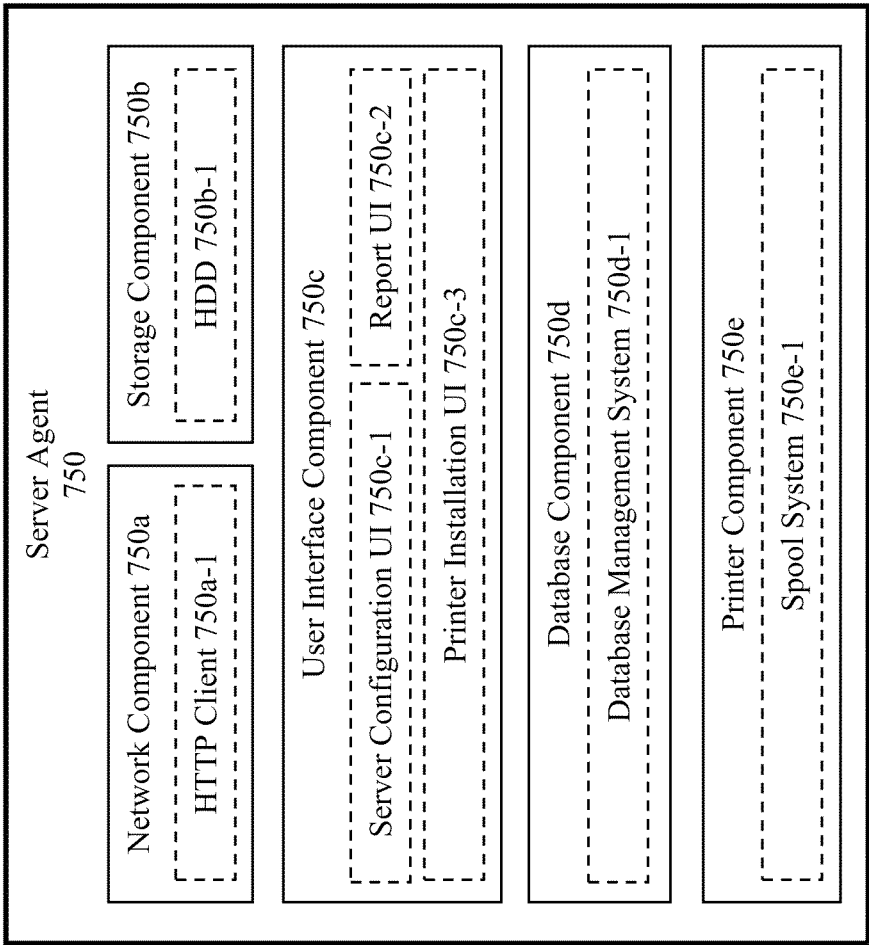 Server Agent
750
Network Component 750a
HTTP Client 750a-1
Storage Component 750b
HDD 750b-1
User Interface Component 750c
Server Configuration UI 750c-1
Report UI 750c-2
Printer Installation UI 750c-3
Database Component 750d
Database Management System 750d-1
Printer Component 750e
Spool System 750e-1